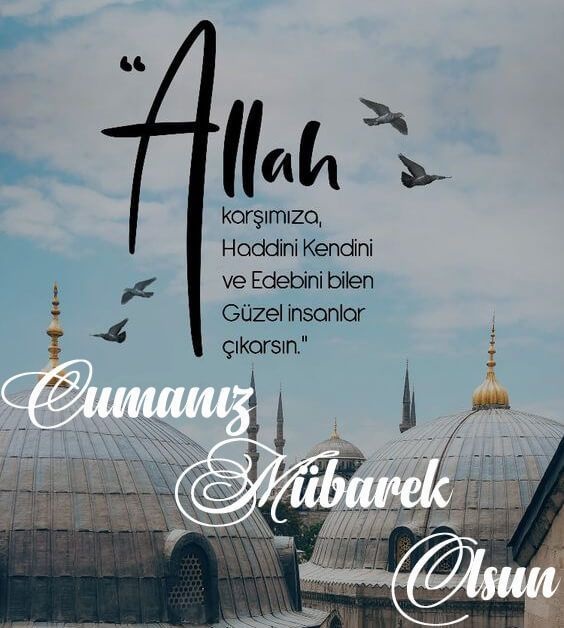 “Allah
karşımıza,
Haddini Kendini
ve Edebini bilen
Güzel insanlar
çıkarsın."
Cumanız
Mübarek
Olsun